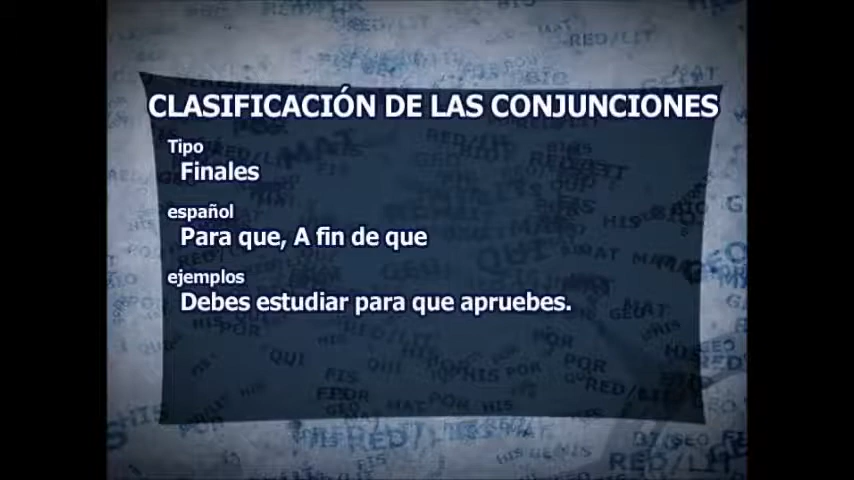 CLASIFICACIÓN DE LAS CONJUNCIONES
Tipo
Finales
español
Para que, A fin de que
ejemplos
Debes estudiar para que apruebes.